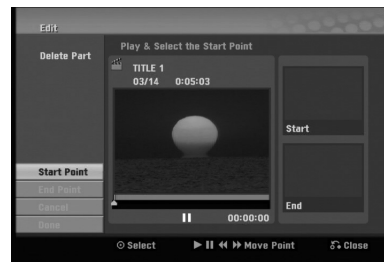 Edit
Delete Part
Play & Select the Start Point
TITLE 1
03/14 0:05:03
Start
Start Point
End Point
Cancel
Done
End
00:00:00
Select
Move Point
Close